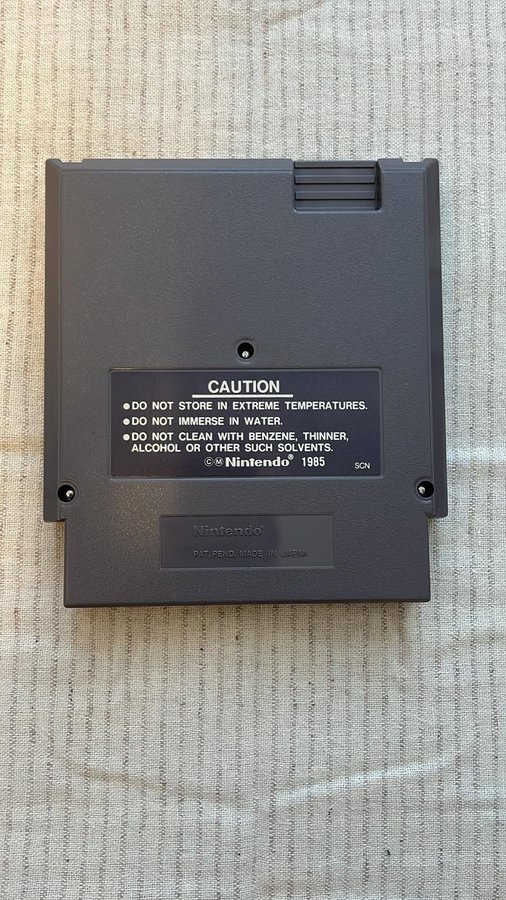 CAUTION
●DO NOT STORE IN EXTREME TEMPERATURES.
●DO NOT IMMERSE IN WATER.
●DO NOT CLEAN WITH BENZENE, THINNER,
ALCOHOL OR OTHER SUCH SOLVENTS.
©Ⓜ Nintendo® 1985 SCN
Nintendo®
PAT. PEND. MADE IN JAPAN